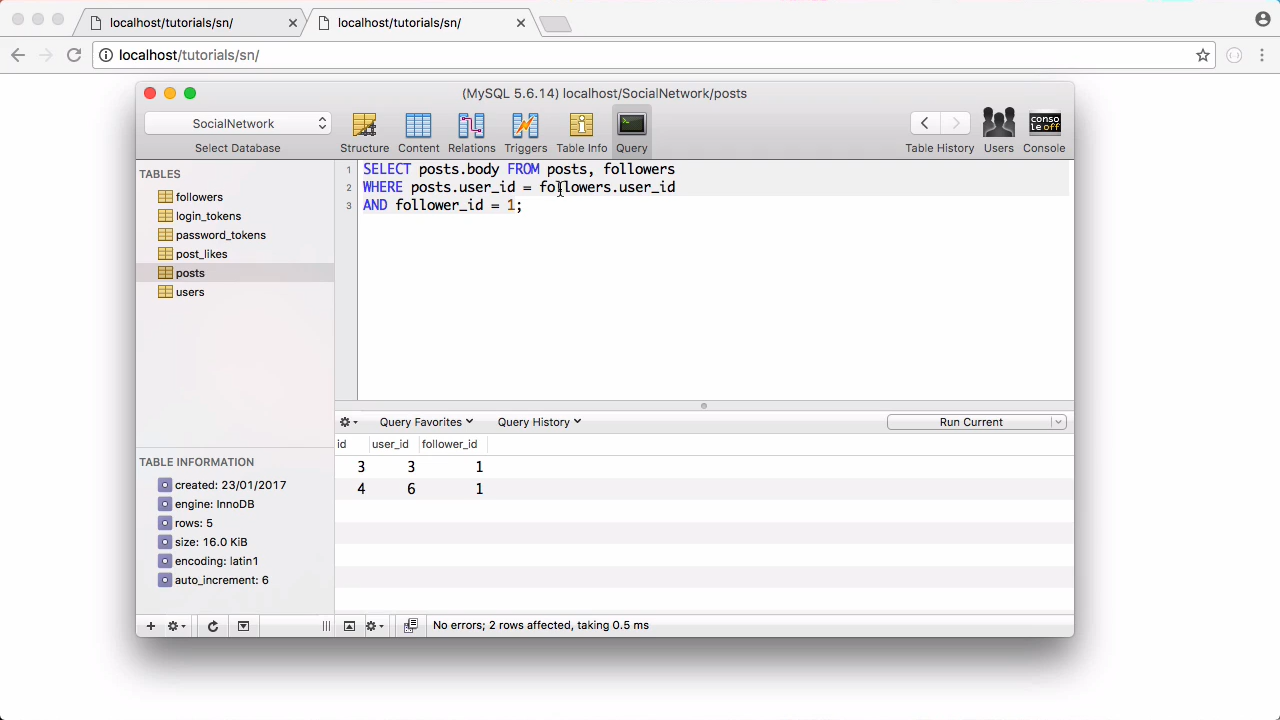 localhost/tutorials/sn/
localhost/tutorials/sn/
localhost/tutorials/sn/
(MySQL 5.6.14) localhost/SocialNetwork/posts
SocialNetwork
Select Database
Structure
Content
Relations
Triggers
Table Info
Query
Table History
Users
conso
le off
Console
TABLES
followers
login_tokens
password_tokens
post_likes
posts
users
1 SELECT posts.body FROM posts, followers
2 WHERE posts.user_id = followers.user_id
3 AND follower_id = 1;
Query Favorites
Query History
Run Current
id user_id follower_id
3 3 1
4 6 1
TABLE INFORMATION
created: 23/01/2017
engine: InnoDB
rows: 5
size: 16.0 KiB
encoding: latin1
auto_increment: 6
No errors; 2 rows affected, taking 0.5 ms